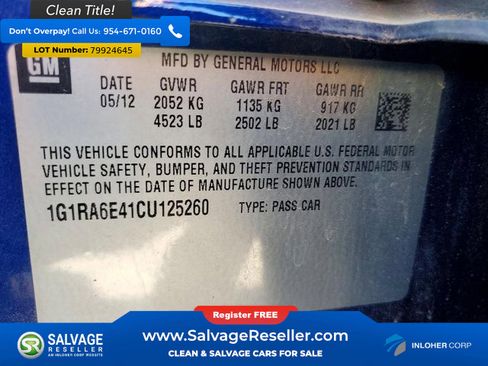 Clean Title!
Don't Overpay! Call Us: 954-671-0160
LOT Number: 79924645
GM
MFD BY GENERAL MOTORS LLC
DATE GVWR GAWR FRT GAWR RR
05/12 2052 KG 1135 KG 917 KG
4523 LB 2502 LB 2021 LB
THIS VEHICLE CONFORMS TO ALL APPLICABLE U.S. FEDERAL MOTOR
VEHICLE SAFETY, BUMPER, AND THEFT PREVENTION STANDARDS IN
EFFECT ON THE DATE OF MANUFACTURE SHOWN ABOVE.
1G1RA6E41CU125260 TYPE: PASS CAR
Register FREE
SALVAGE RESELLER
AN INLOHER CORP WEBSITE
www.SalvageReseller.com
CLEAN & SALVAGE CARS FOR SALE
INLOHER CORP